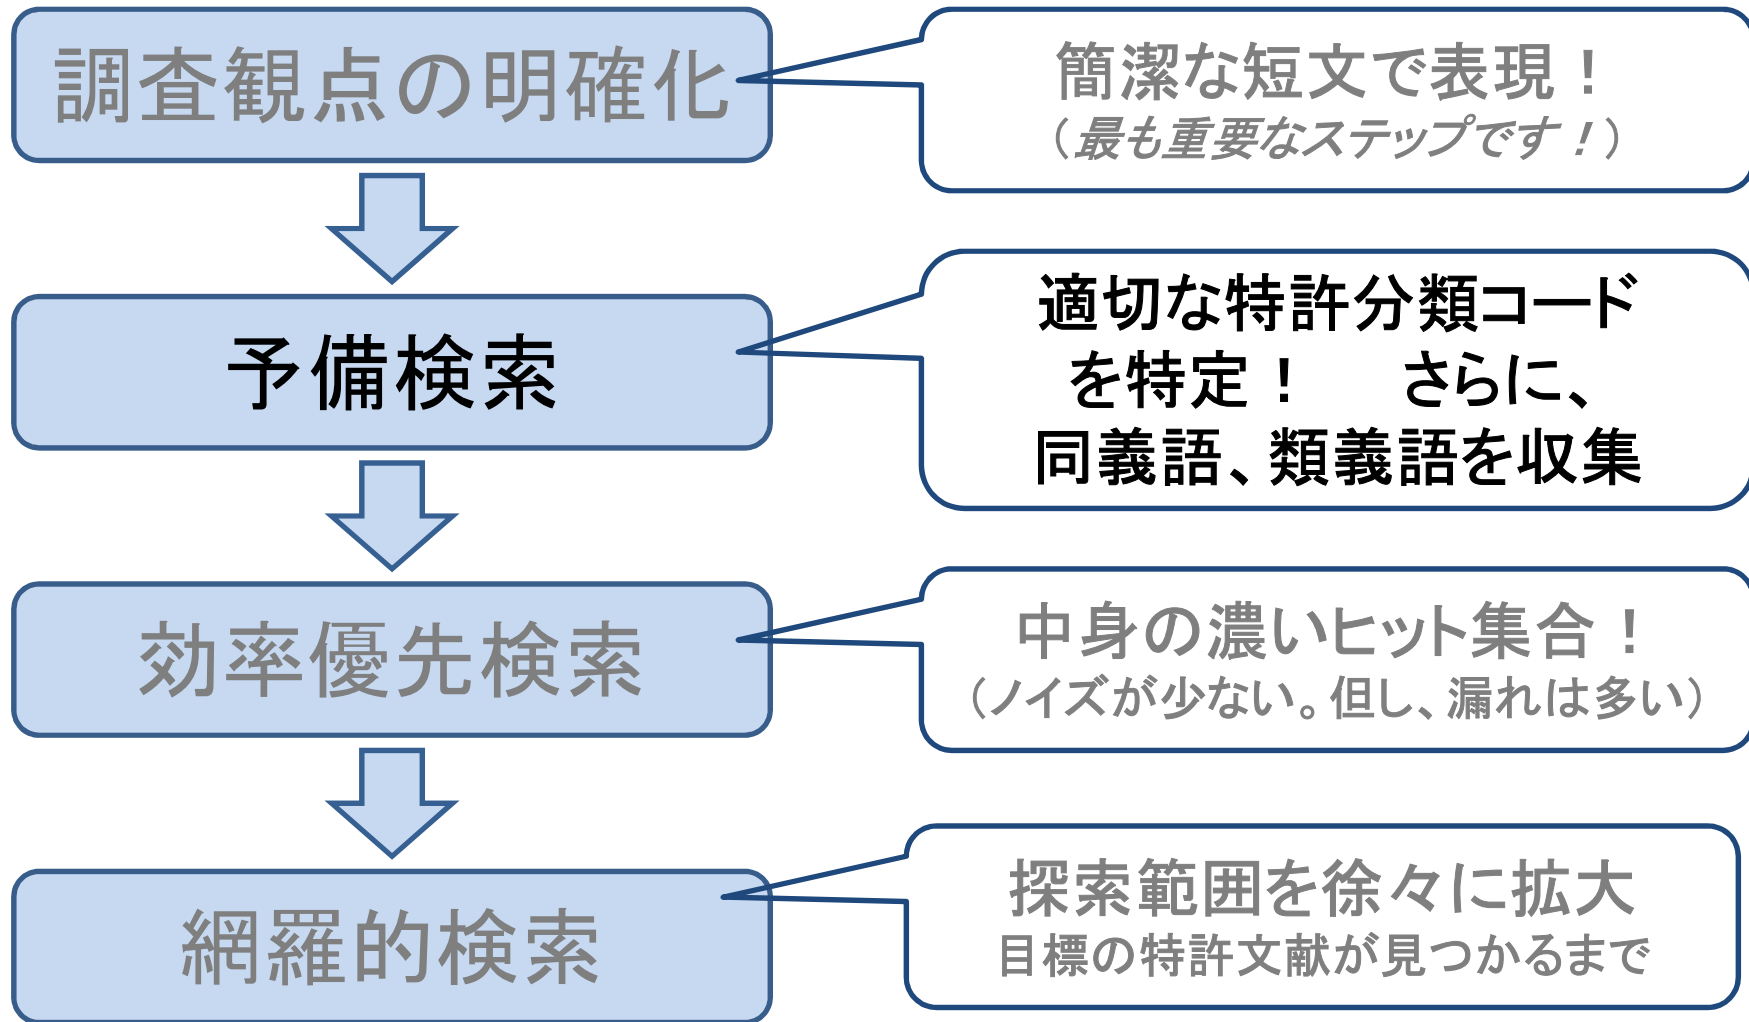 調査観点の明確化
簡潔な短文で表現！
（最も重要なステップです！）
予備検索
適切な特許分類コード
を特定！　さらに、
同義語、類義語を収集
効率優先検索
中身の濃いヒット集合！
（ノイズが少ない。但し、漏れは多い）
網羅的検索
探索範囲を徐々に拡大
目標の特許文献が見つかるまで